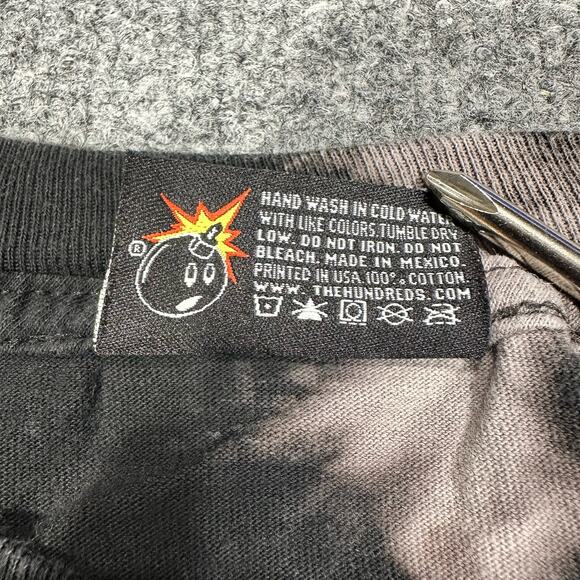 HAND WASH IN COLD WATER.
WITH LIKE COLORS. TUMBLE DRY
LOW. DO NOT IRON. DO NOT
BLEACH. MADE IN MEXICO.
PRINTED IN USA. 100% COTTON.
WWW. THEHUNDREDS. COM
®